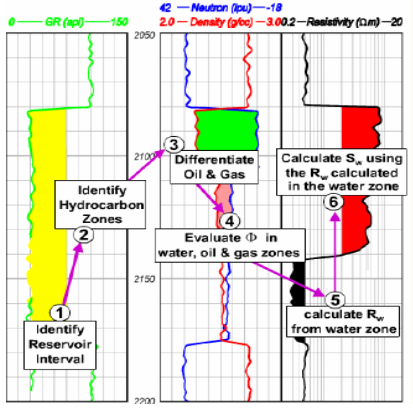 42 —Neutron (lpu)— -18
0 —GR (api)— 150 2.0 —Density (g/cc)— 3.00 0.2 — Resistivity (Ωm)— 20
2050
2100
2150
2200
3
Differentiate
Oil & Gas
Calculate Sw using
the Rw calculated
in the water zone
6
Identify
Hydrocarbon
Zones
2
4
Evaluate Φ in
water, oil & gas zones
1
Identify
Reservoir
Interval
5
calculate Rw
from water zone